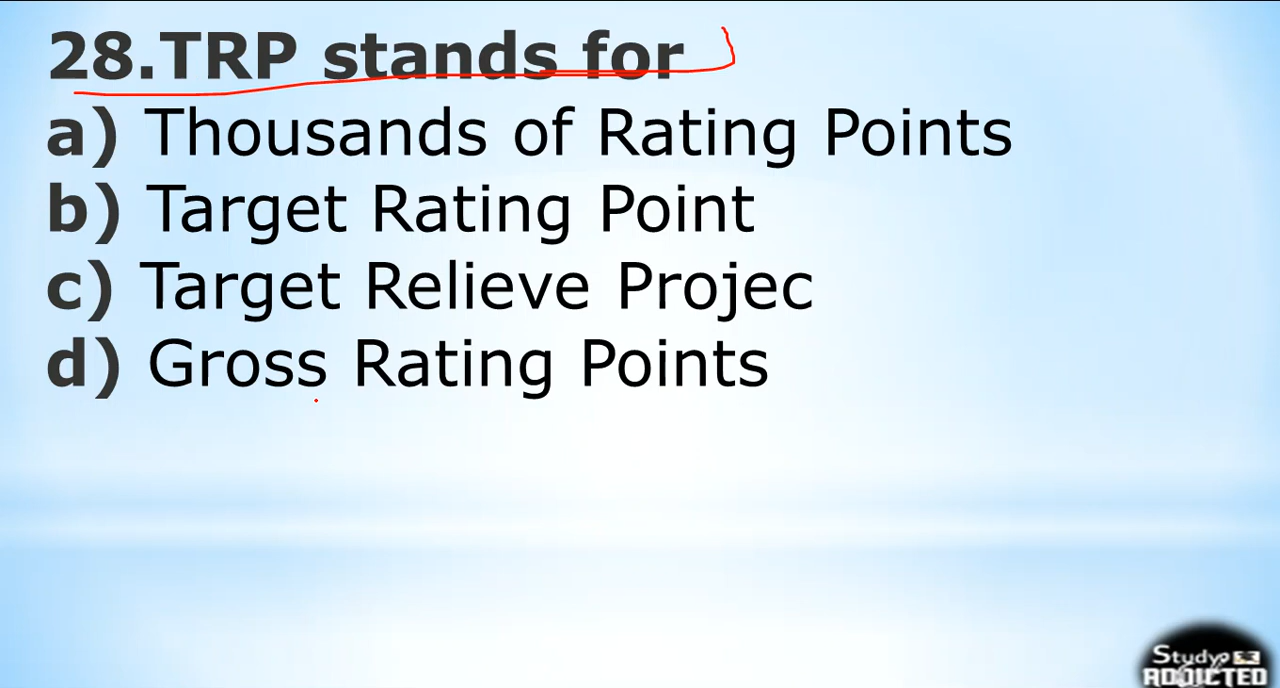 28.TRP stands for
a) Thousands of Rating Points
b) Target Rating Point
c) Target Relieve Projec
d) Gross Rating Points
Study
ADDICTED